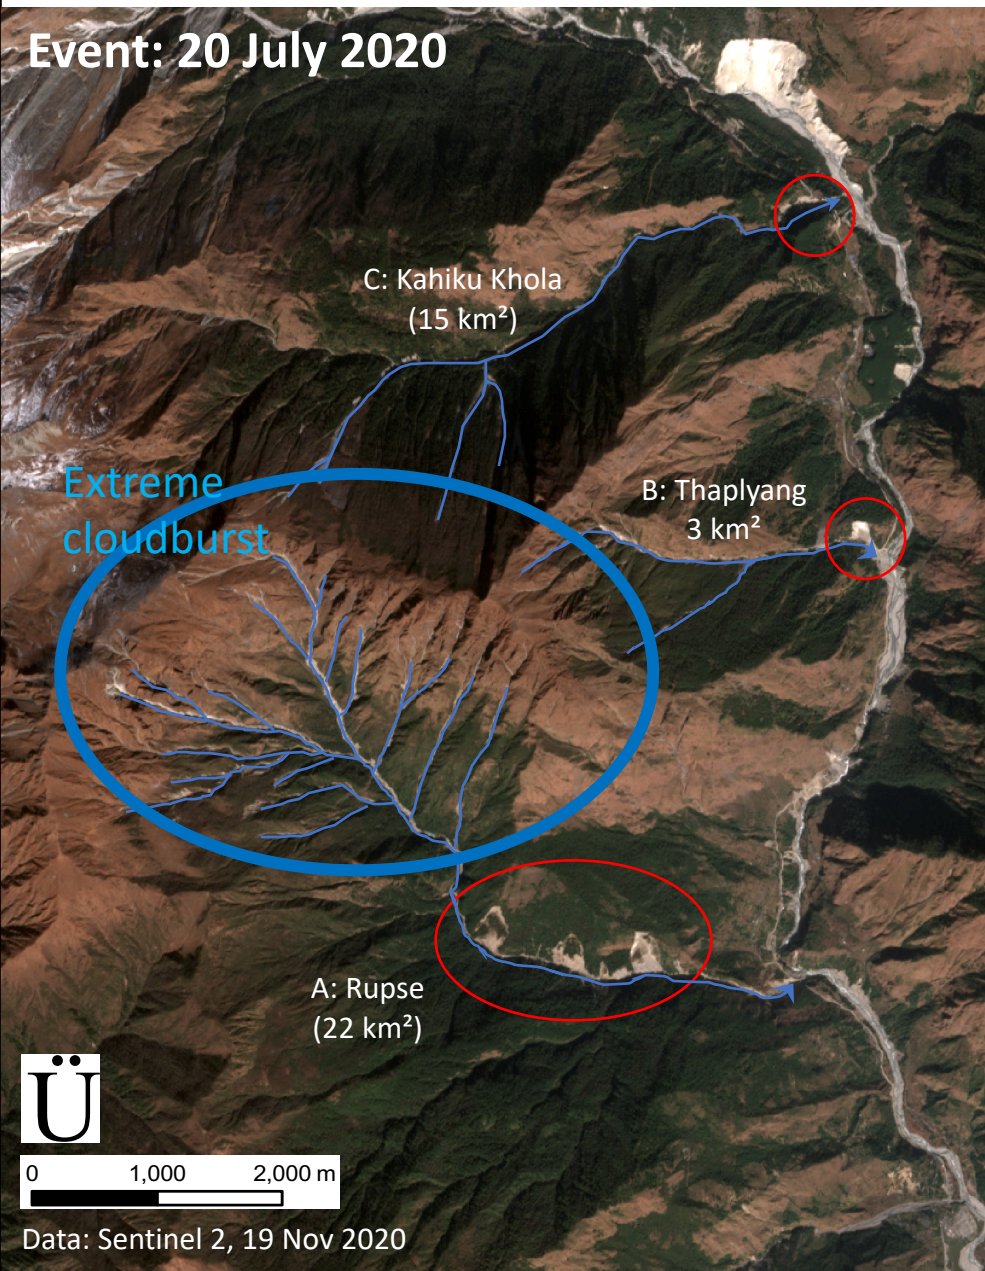 Event: 20 July 2020
C: Kahiku Khola
(15 km²)
Extreme
cloudburst
B: Thaplyang
3 km²
A: Rupse
(22 km²)
Ü
0 1,000 2,000 m
Data: Sentinel 2, 19 Nov 2020